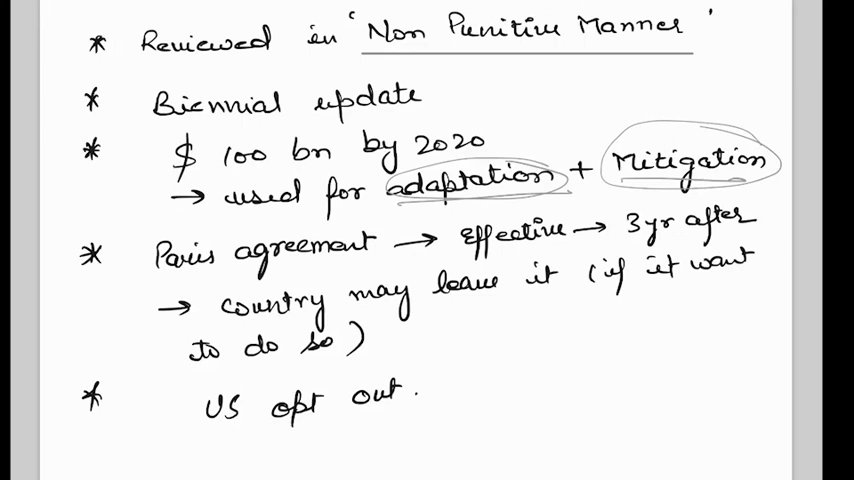 * Reviewed in 'Non Punitive Manner'
* Biennial update
* $ 100 bn by 2020
→ used for adaptation + Mitigation
* Paris agreement → Effective → 3 yr after
→ country may leave it (if it want
to do so)
* US opt out.